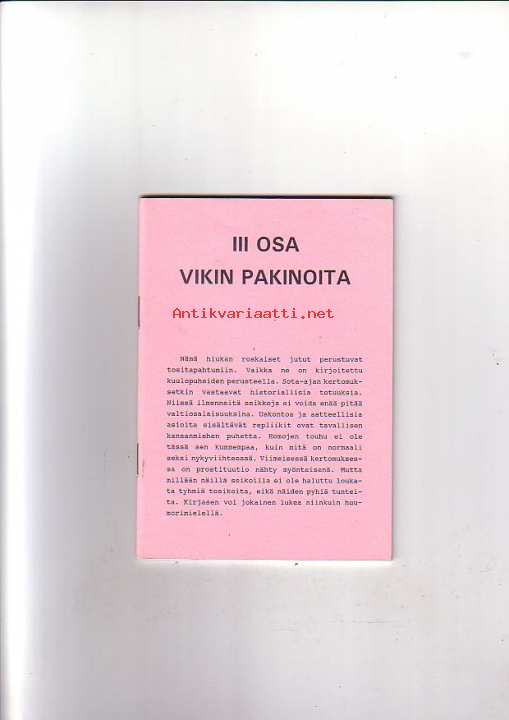 III OSA
VIKIN PAKINOITA
Antikvariaatti.net
Nämä hiukan roskaiset jutut perustuvat
tositapahtumiin. Vaikka ne on kirjoitettu
kuulopuheiden perusteella. Sota-ajan kertomuk-
setkin vastaavat historiallisia totuuksia.
Niissä ilmenneitä seikkoja ei voida enää pitää
valtiosalaisuuksina. Uskontoa ja aatteellisia
asioita sisältävät repliikit ovat tavallisen
kansanmiehen puhetta. Homojen touhu ei ole
tässä sen kummempaa, kuin mitä on normaali
seksi nykyviihteessä. Viimeisessä kertomukses-
sa on prostituutio nähty myönteisenä. Mutta
millään näillä seikoilla ei ole haluttu louka-
ta tyhmiä tosikoita, eikä näiden pyhiä tuntei-
ta. Kirjasen voi jokainen lukea niinkuin huu-
morimielellä.